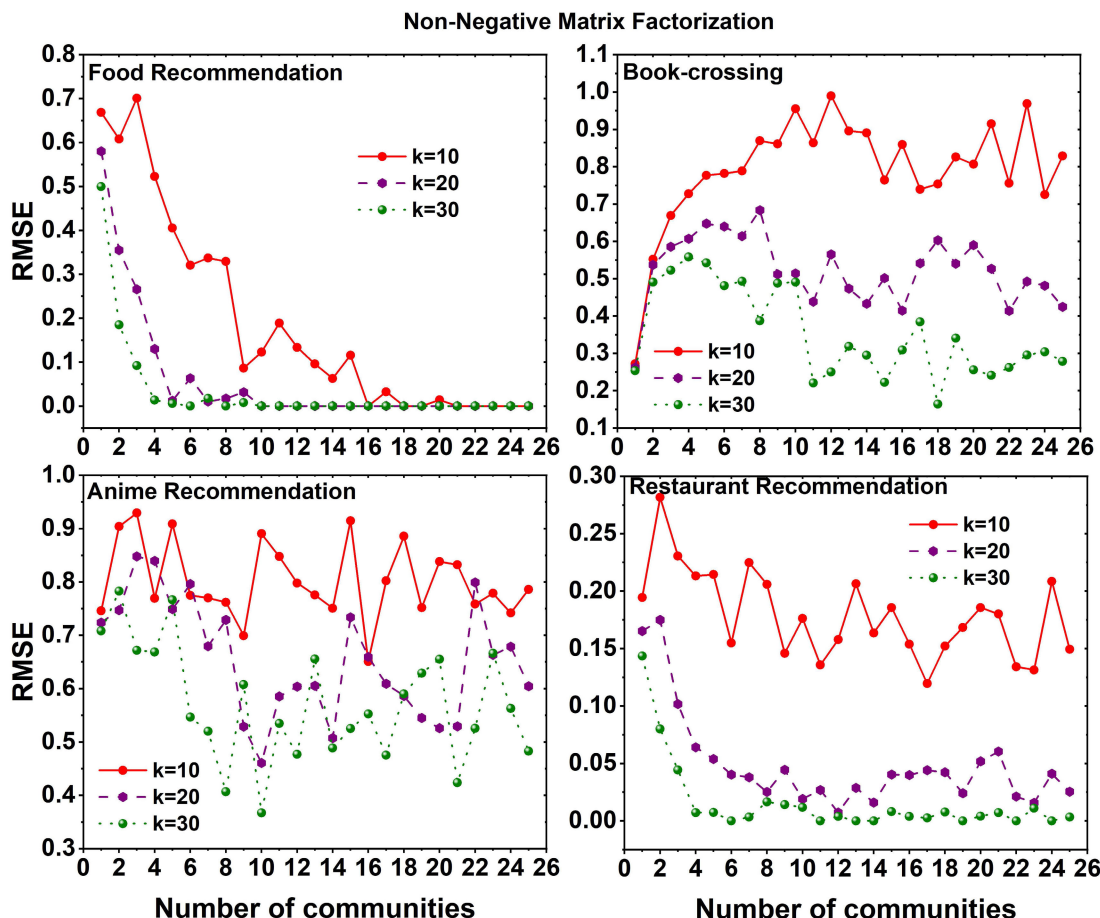 Non-Negative Matrix Factorization
Food Recommendation
RMSE
0.8
0.7
0.6
0.5
0.4
0.3
0.2
0.1
0.0
k=10
k=20
k=30
0 2 4 6 8 10 12 14 16 18 20 22 24 26
Book-crossing
1.1
1.0
0.9
0.8
0.7
0.6
0.5
0.4
0.3
0.2
0.1
k=10
k=20
k=30
0 2 4 6 8 10 12 14 16 18 20 22 24 26
Anime Recommendation
RMSE
1.0
0.9
0.8
0.7
0.6
0.5
0.4
0.3
k=10
k=20
k=30
0 2 4 6 8 10 12 14 16 18 20 22 24 26
Number of communities
Restaurant Recommendation
0.30
0.25
0.20
0.15
0.10
0.05
0.00
k=10
k=20
k=30
0 2 4 6 8 10 12 14 16 18 20 22 24 26
Number of communities